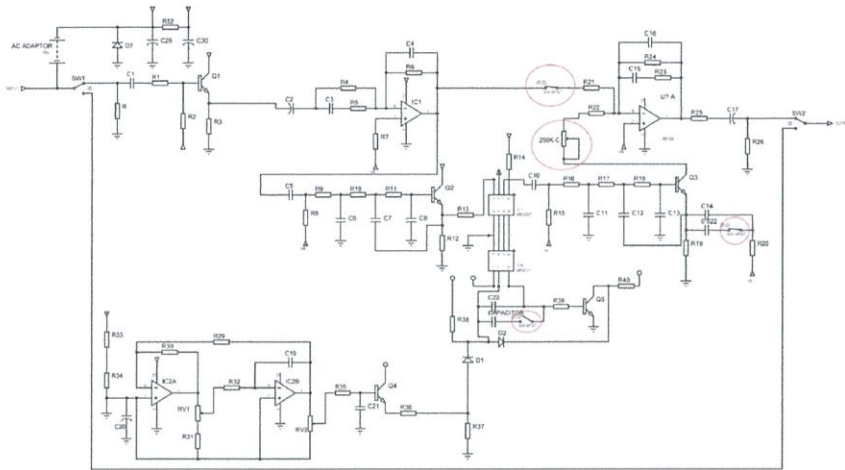 R52
C4
C16
AC ADAPTOR
D7
C29
C30
R6
R24
Q1
R4
C15
R23
SW1
C1
R1
C2
C3
R5
IC1
R21
U7:A
R22
R25
C17
SW2
R
R2
R3
R7
250K-C
R26
R14
C5
R9
R10
R11
Q2
C10
R16
R17
R18
Q3
R8
C6
C7
C8
R13
R12
R15
C11
C12
C13
C14
R19
R20
R40
C22
R39
Q5
R38
CAPACITOR
D2
R33
R29
R30
C19
D1
R34
IC2A
R32
IC2B
R35
Q4
RV1
RV2
C20
R31
C21
R36
R37